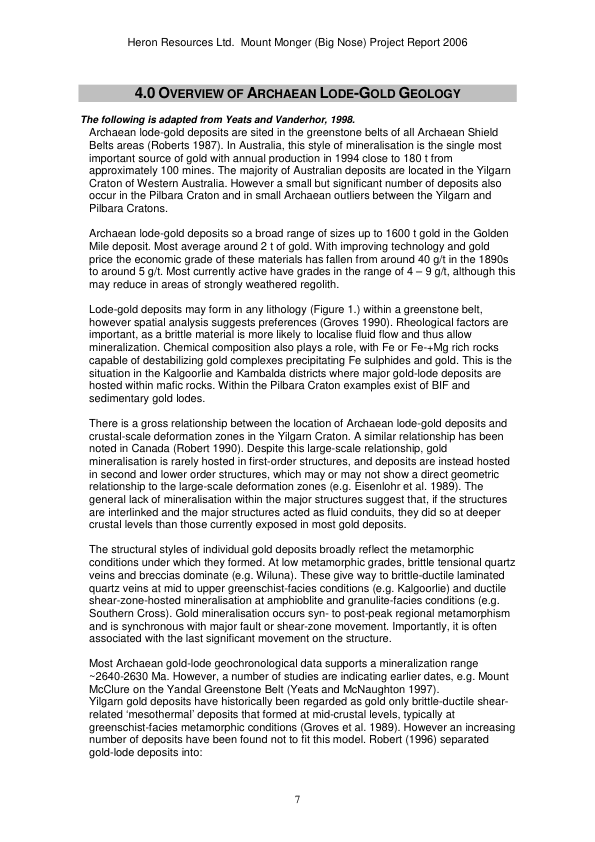 Heron Resources Ltd.  Mount Monger (Big Nose) Project Report 2006
4.0 OVERVIEW OF ARCHAEAN LODE-GOLD GEOLOGY
The following is adapted from Yeats and Vanderhor, 1998.
Archaean lode-gold deposits are sited in the greenstone belts of all Archaean Shield
Belts areas (Roberts 1987). In Australia, this style of mineralisation is the single most
important source of gold with annual production in 1994 close to 180 t from
approximately 100 mines. The majority of Australian deposits are located in the Yilgarn
Craton of Western Australia. However a small but significant number of deposits also
occur in the Pilbara Craton and in small Archaean outliers between the Yilgarn and
Pilbara Cratons.
Archaean lode-gold deposits so a broad range of sizes up to 1600 t gold in the Golden
Mile deposit. Most average around 2 t of gold. With improving technology and gold
price the economic grade of these materials has fallen from around 40 g/t in the 1890s
to around 5 g/t. Most currently active have grades in the range of 4 – 9 g/t, although this
may reduce in areas of strongly weathered regolith.
Lode-gold deposits may form in any lithology (Figure 1.) within a greenstone belt,
however spatial analysis suggests preferences (Groves 1990). Rheological factors are
important, as a brittle material is more likely to localise fluid flow and thus allow
mineralization. Chemical composition also plays a role, with Fe or Fe-+Mg rich rocks
capable of destabilizing gold complexes precipitating Fe sulphides and gold. This is the
situation in the Kalgoorlie and Kambalda districts where major gold-lode deposits are
hosted within mafic rocks. Within the Pilbara Craton examples exist of BIF and
sedimentary gold lodes.
There is a gross relationship between the location of Archaean lode-gold deposits and
crustal-scale deformation zones in the Yilgarn Craton. A similar relationship has been
noted in Canada (Robert 1990). Despite this large-scale relationship, gold
mineralisation is rarely hosted in first-order structures, and deposits are instead hosted
in second and lower order structures, which may or may not show a direct geometric
relationship to the large-scale deformation zones (e.g. Eisenlohr et al. 1989). The
general lack of mineralisation within the major structures suggest that, if the structures
are interlinked and the major structures acted as fluid conduits, they did so at deeper
crustal levels than those currently exposed in most gold deposits.
The structural styles of individual gold deposits broadly reflect the metamorphic
conditions under which they formed. At low metamorphic grades, brittle tensional quartz
veins and breccias dominate (e.g. Wiluna). These give way to brittle-ductile laminated
quartz veins at mid to upper greenschist-facies conditions (e.g. Kalgoorlie) and ductile
shear-zone-hosted mineralisation at amphioblite and granulite-facies conditions (e.g.
Southern Cross). Gold mineralisation occurs syn- to post-peak regional metamorphism
and is synchronous with major fault or shear-zone movement. Importantly, it is often
associated with the last significant movement on the structure.
Most Archaean gold-lode geochronological data supports a mineralization range
~2640-2630 Ma. However, a number of studies are indicating earlier dates, e.g. Mount
McClure on the Yandal Greenstone Belt (Yeats and McNaughton 1997).
Yilgarn gold deposits have historically been regarded as gold only brittle-ductile shear-
related ‘mesothermal’ deposits that formed at mid-crustal levels, typically at
greenschist-facies metamorphic conditions (Groves et al. 1989). However an increasing
number of deposits have been found not to fit this model. Robert (1996) separated
gold-lode deposits into:
7